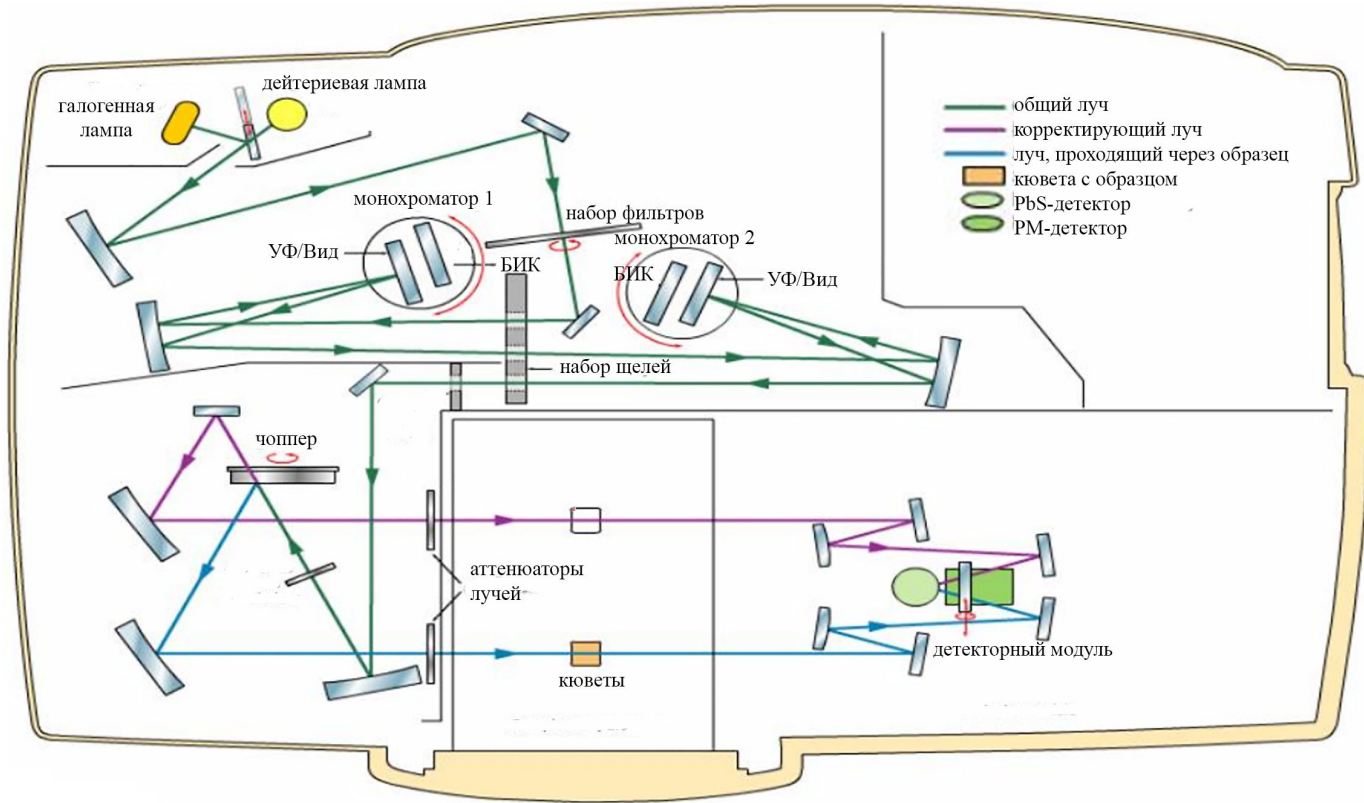 дейтериевая лампа
галогенная
лампа
общий луч
корректирующий луч
луч, проходящий через образец
кювета с образцом
PbS-детектор
PM-детектор
монохроматор 1
набор фильтров
монохроматор 2
УФ/Вид
БИК
БИК
УФ/Вид
набор щелей
чоппер
аттенюаторы
лучей
кюветы
детекторный модуль